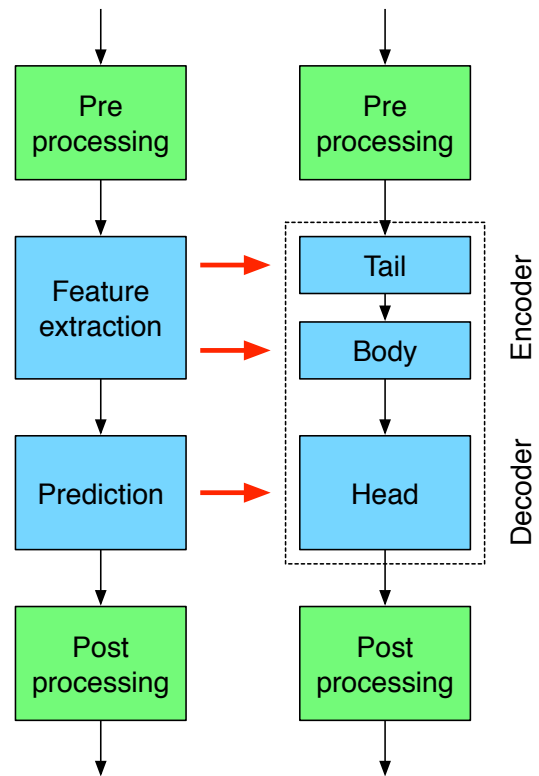 Pre
processing
Feature
extraction
Prediction
Post
processing
Pre
processing
Tail
Body
Head
Post
processing
Encoder
Decoder